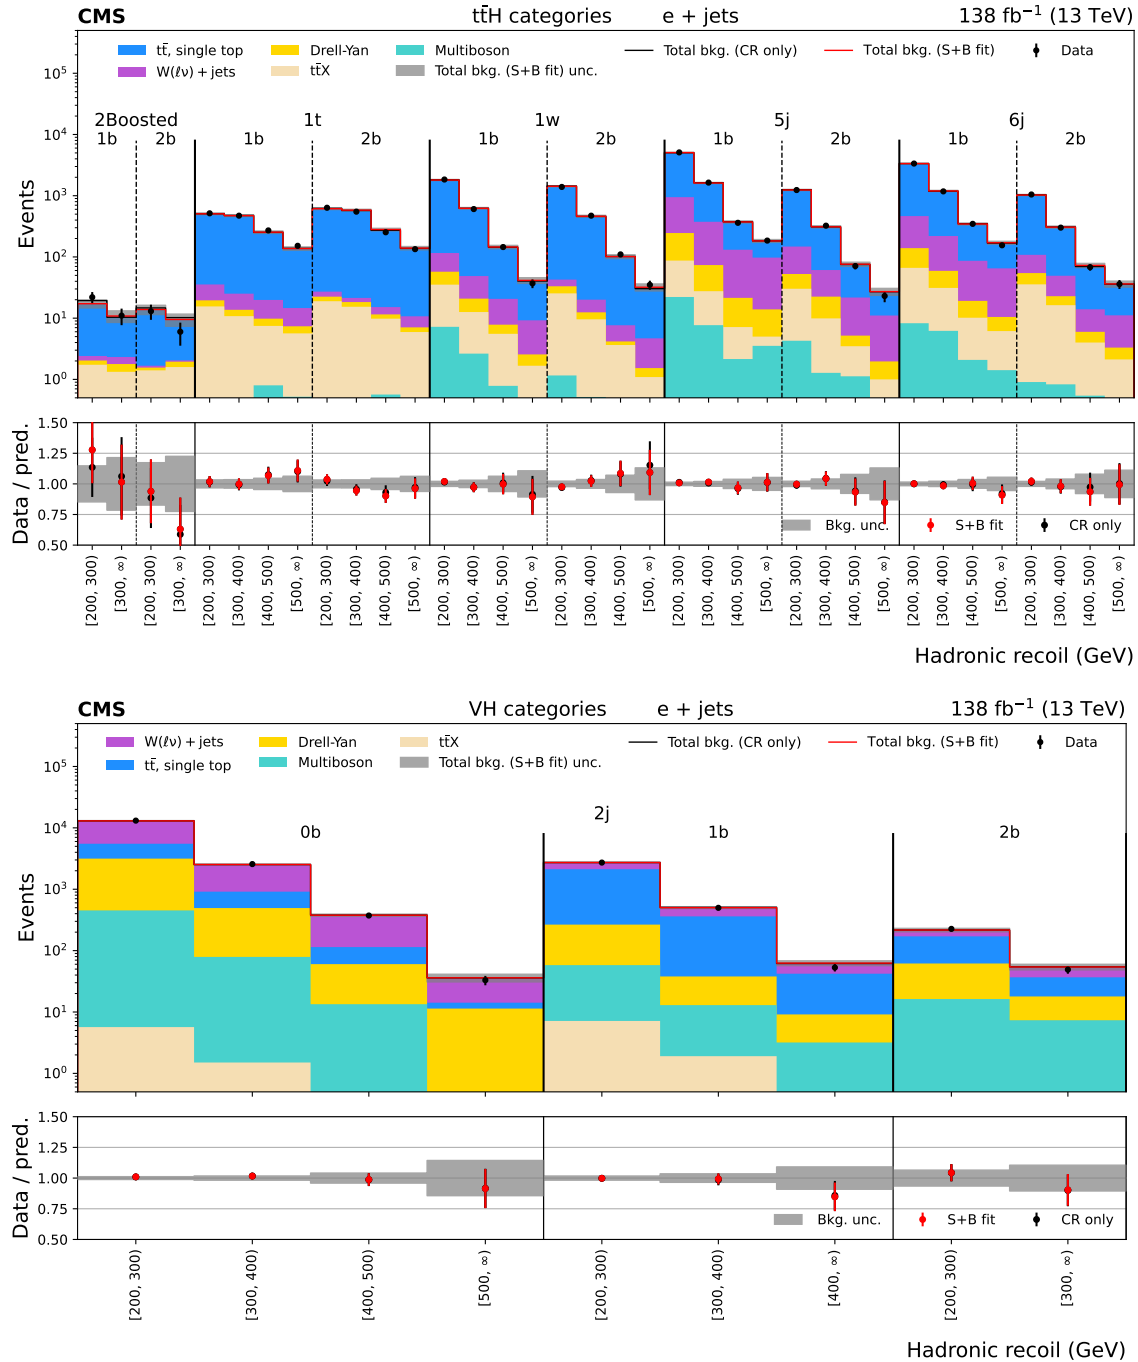 CMS tt̄H categories e + jets 138 fb⁻¹ (13 TeV)
tt̄, single top Drell-Yan Multiboson Total bkg. (CR only) Total bkg. (S+B fit) Data
W(ℓν) + jets tt̄X Total bkg. (S+B fit) unc.
2Boosted 1t 1w 5j 6j
1b 2b 1b 2b 1b 2b 1b 2b 1b 2b
Events
10⁵
10⁴
10³
10²
10¹
10⁰
Data / pred.
1.50
1.25
1.00
0.75
0.50
Bkg. unc. S+B fit CR only
[200, 300) [300, ∞) [200, 300) [300, ∞) [200, 300) [300, 400) [400, 500) [500, ∞) [200, 300) [300, 400) [400, 500) [500, ∞) [200, 300) [300, 400) [400, 500) [500, ∞) [200, 300) [300, 400) [400, 500) [500, ∞) [200, 300) [300, 400) [400, 500) [500, ∞) [200, 300) [300, 400) [400, 500) [500, ∞) [200, 300) [300, 400) [400, 500) [500, ∞) [200, 300) [300, 400) [400, 500) [500, ∞)
Hadronic recoil (GeV)
CMS VH categories e + jets 138 fb⁻¹ (13 TeV)
W(ℓν) + jets Drell-Yan tt̄X Total bkg. (CR only) Total bkg. (S+B fit) Data
tt̄, single top Multiboson Total bkg. (S+B fit) unc.
2j
0b 1b 2b
Events
10⁵
10⁴
10³
10²
10¹
10⁰
Data / pred.
1.50
1.25
1.00
0.75
0.50
Bkg. unc. S+B fit CR only
[200, 300) [300, 400) [400, 500) [500, ∞) [200, 300) [300, 400) [400, ∞) [200, 300) [300, ∞)
Hadronic recoil (GeV)